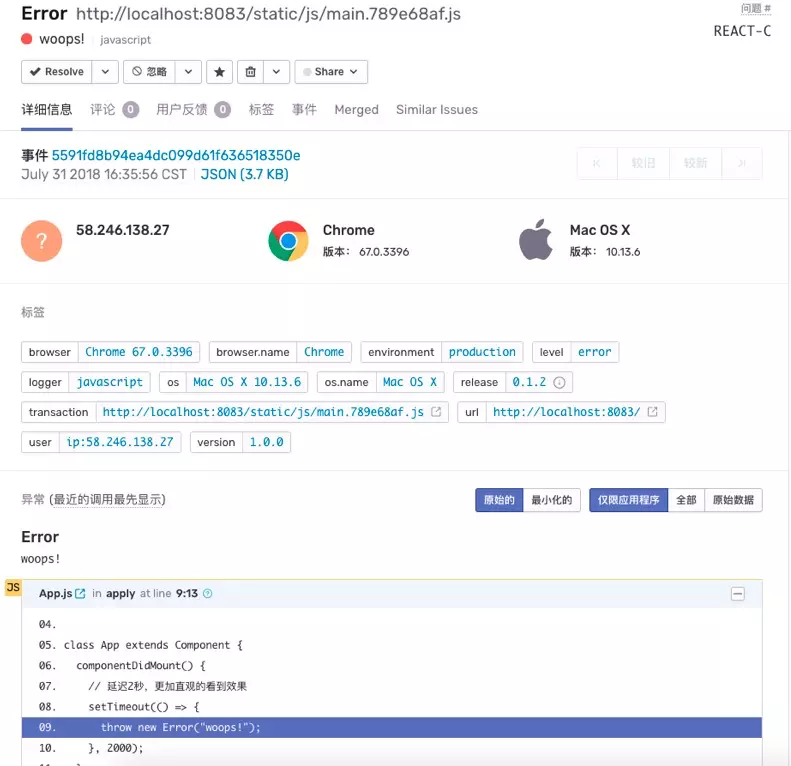 Error http://localhost:8083/static/js/main.789e68af.js
问题 #
woops! javascript
REACT-C
Resolve 忽略 Share
详细信息 评论 0 用户反馈 0 标签 事件 Merged Similar Issues
事件 5591fd8b94ea4dc099d61f636518350e
较旧 较新
July 31 2018 16:35:56 CST JSON (3.7 KB)
? 58.246.138.27 Chrome Mac OS X
版本: 67.0.3396 版本: 10.13.6
标签
browser Chrome 67.0.3396 browser.name Chrome environment production level error
logger javascript os Mac OS X 10.13.6 os.name Mac OS X release 0.1.2
transaction http://localhost:8083/static/js/main.789e68af.js url http://localhost:8083/
user ip:58.246.138.27 version 1.0.0
异常 (最近的调用最先显示) 原始的 最小化的 仅限应用程序 全部 原始数据
Error
woops!
JS App.js in apply at line 9:13 ?
04.
05. class App extends Component {
06. componentDidMount() {
07. // 延迟2秒，更加直观的看到效果
08. setTimeout(() => {
09. throw new Error("woops!");
10. }, 2000);